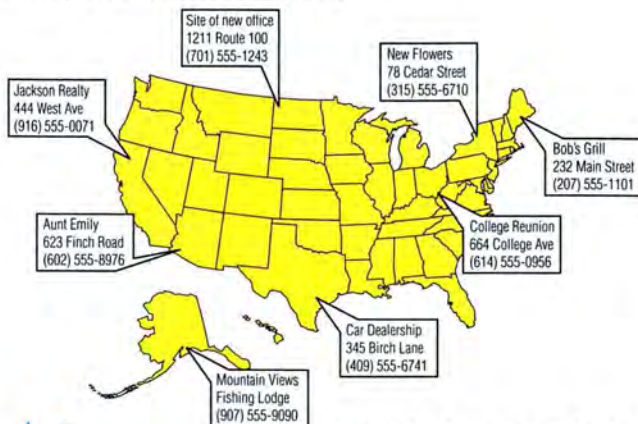 Site of new office
1211 Route 100
(701) 555-1243
New Flowers
78 Cedar Street
(315) 555-6710
Jackson Realty
444 West Ave
(916) 555-0071
Bob's Grill
232 Main Street
(207) 555-1101
Aunt Emily
623 Finch Road
(602) 555-8976
College Reunion
664 College Ave
(614) 555-0956
Car Dealership
345 Birch Lane
(409) 555-6741
Mountain Views
Fishing Lodge
(907) 555-9090